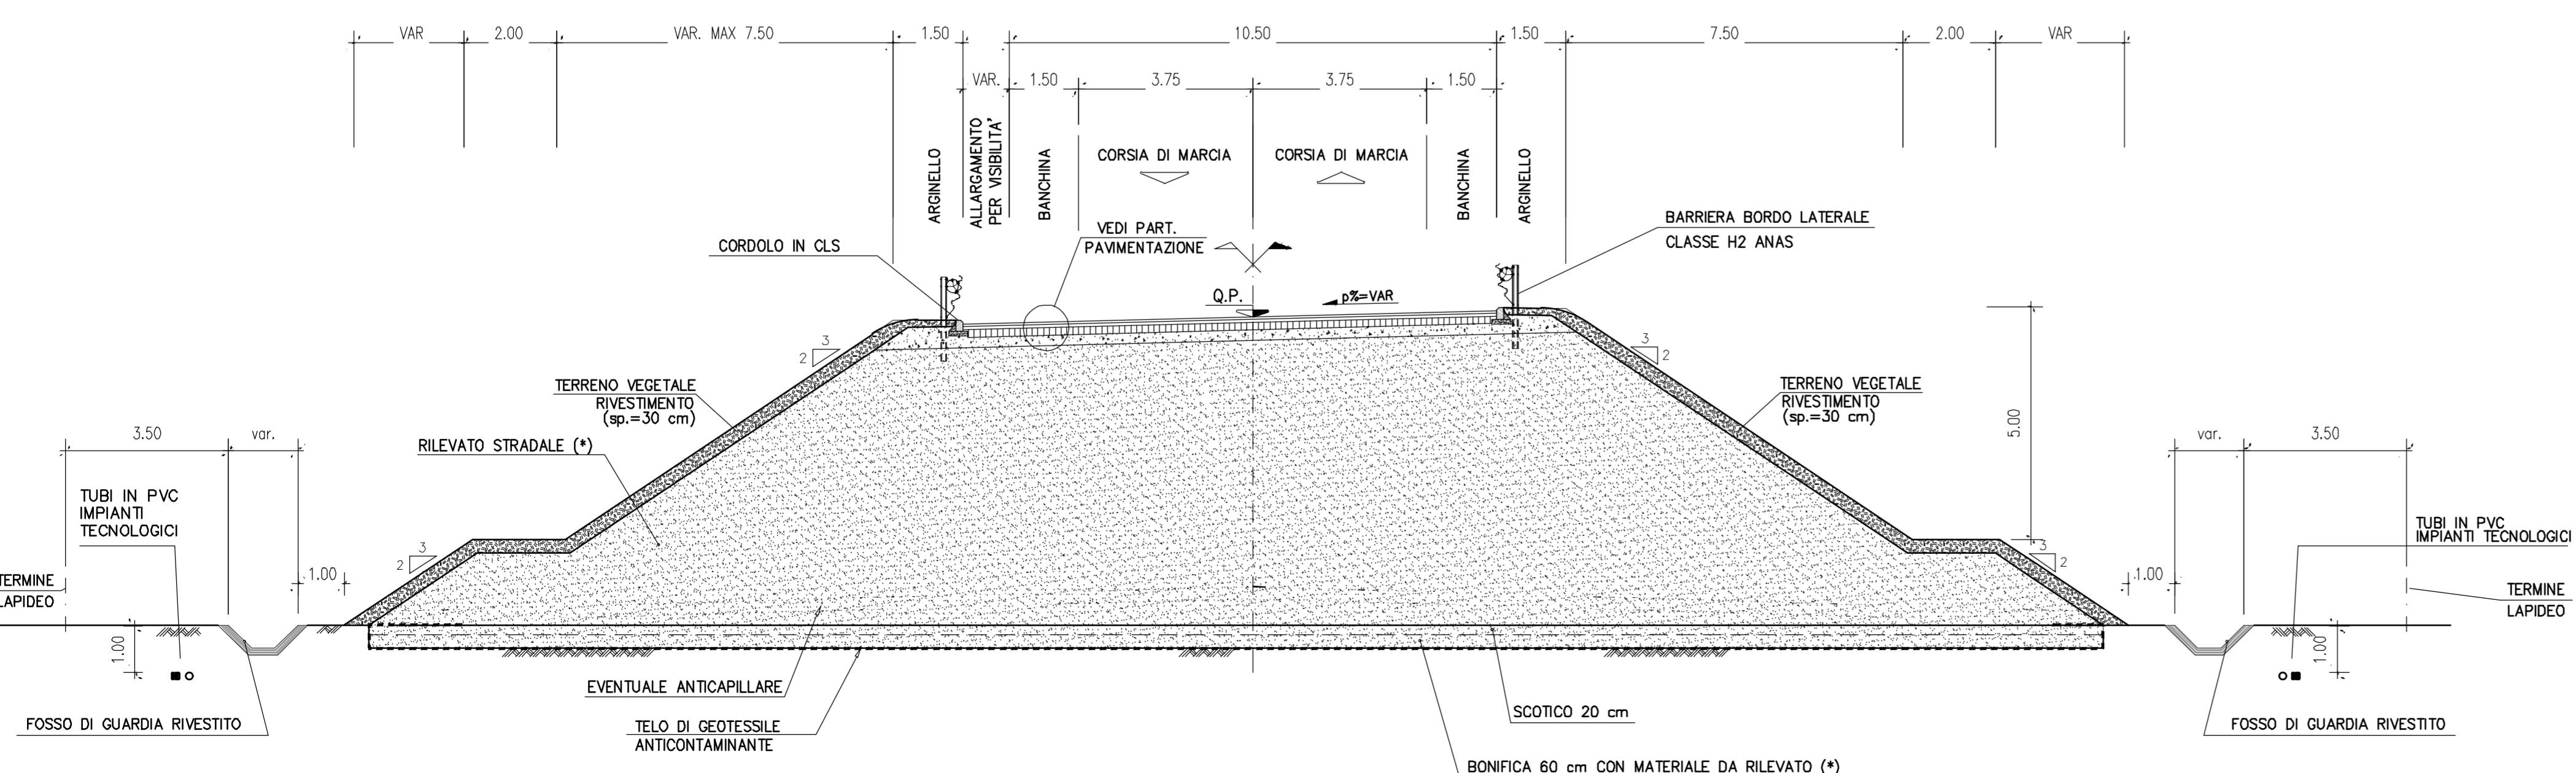 VAR
2.00
VAR. MAX 7.50
1.50
10.50
1.50
7.50
2.00
VAR
VAR.
1.50
3.75
3.75
1.50
ARGINELLO
ALLARGAMENTO
PER VISIBILITA'
BANCHINA
CORSIA DI MARCIA
CORSIA DI MARCIA
BANCHINA
ARGINELLO
CORDOLO IN CLS
VEDI PART.
PAVIMENTAZIONE
BARRIERA BORDO LATERALE
CLASSE H2 ANAS
Q.P.
p%=VAR
3
2
3
2
TERRENO VEGETALE
RIVESTIMENTO
(sp.=30 cm)
TERRENO VEGETALE
RIVESTIMENTO
(sp.=30 cm)
5.00
3.50
var.
RILEVATO STRADALE (*)
var.
3.50
TUBI IN PVC
IMPIANTI
TECNOLOGICI
TUBI IN PVC
IMPIANTI TECNOLOGICI
3
2
3
2
1.00
1.00
TERMINE
LAPIDEO
TERMINE
LAPIDEO
1.00
1.00
EVENTUALE ANTICAPILLARE
FOSSO DI GUARDIA RIVESTITO
TELO DI GEOTESSILE
ANTICONTAMINANTE
SCOTICO 20 cm
FOSSO DI GUARDIA RIVESTITO
BONIFICA 60 cm CON MATERIALE DA RILEVATO (*)